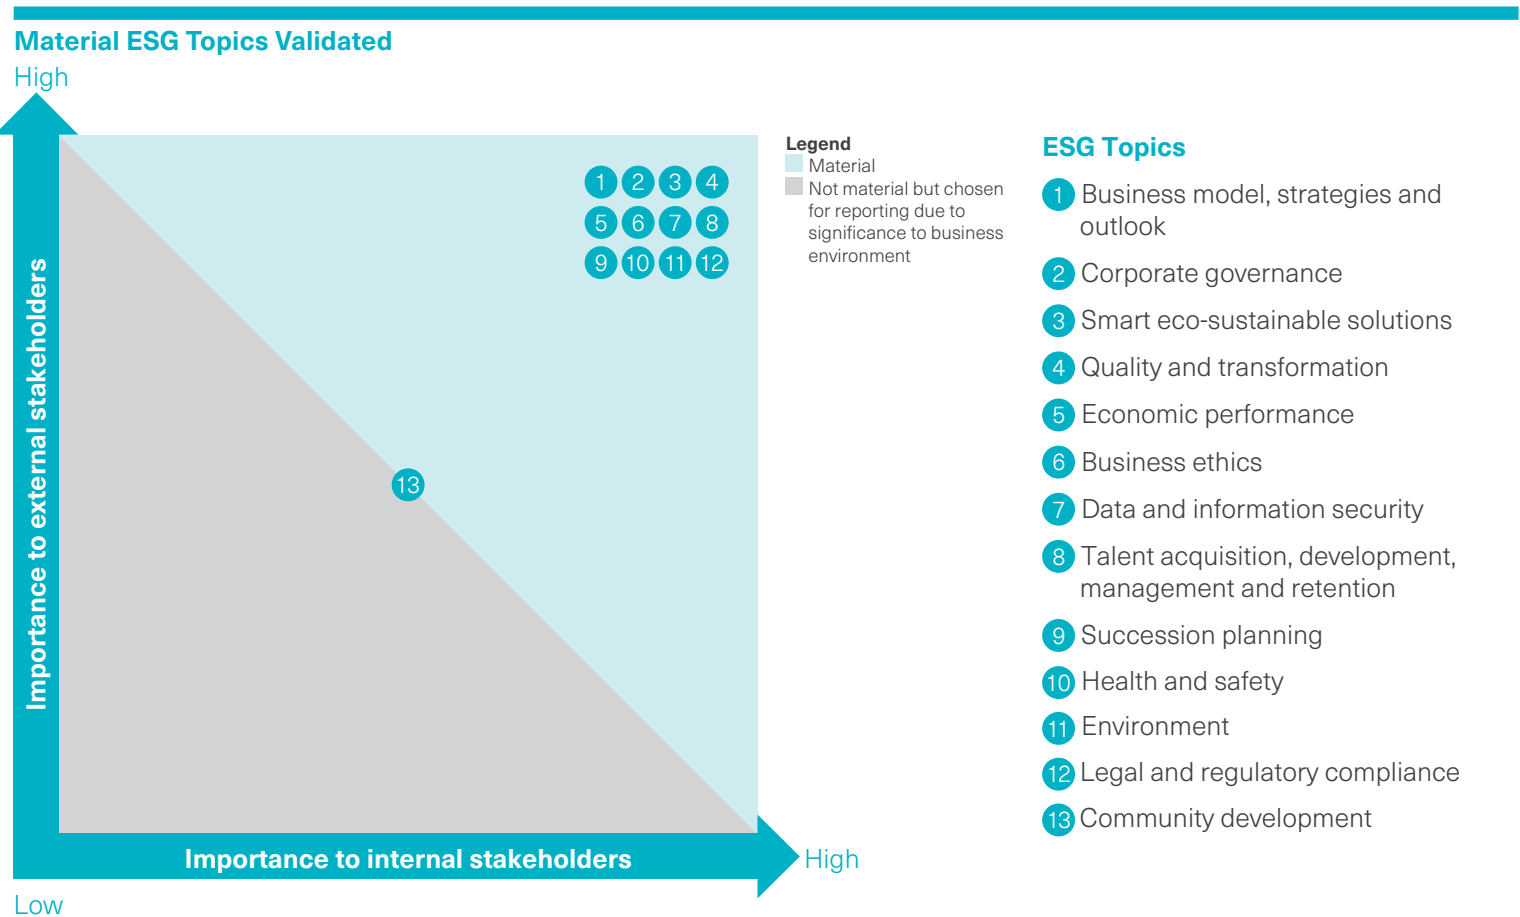 Material ESG Topics Validated
High
Importance to external stakeholders
1 2 3 4
5 6 7 8
9 10 11 12
13
Importance to internal stakeholders
High
Low
Legend
Material
Not material but chosen
for reporting due to
significance to business
environment
ESG Topics
1 Business model, strategies and
outlook
2 Corporate governance
3 Smart eco-sustainable solutions
4 Quality and transformation
5 Economic performance
6 Business ethics
7 Data and information security
8 Talent acquisition, development,
management and retention
9 Succession planning
10 Health and safety
11 Environment
12 Legal and regulatory compliance
13 Community development